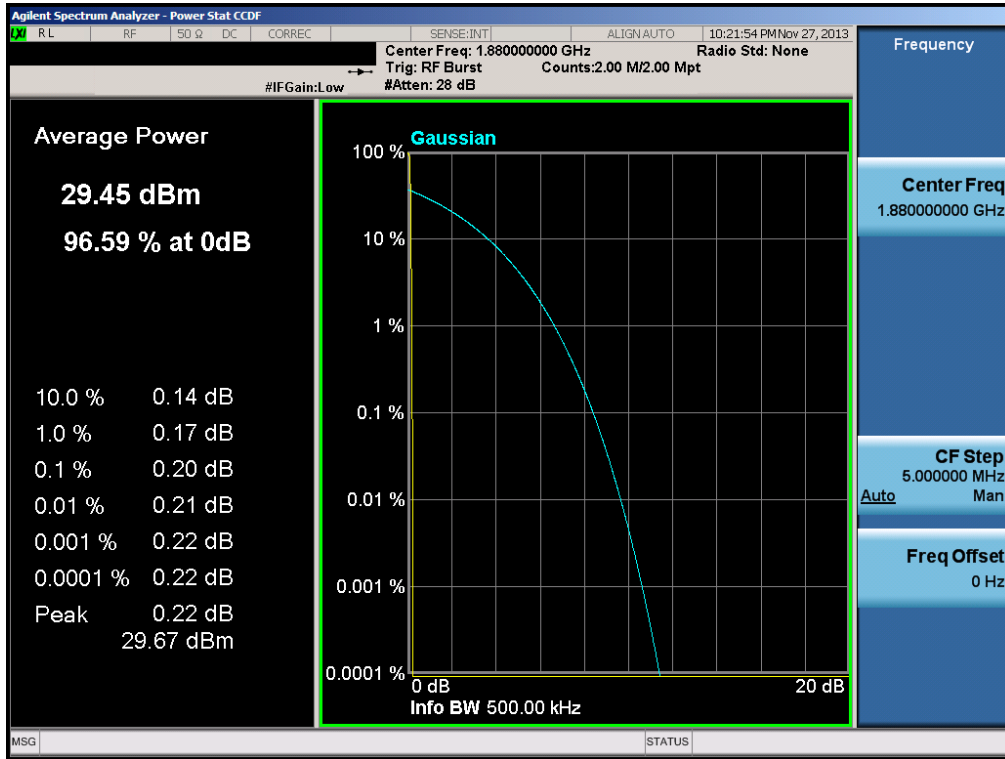 Agilent Spectrum Analyzer - Power Stat CCDF
LXI RL RF 50 Ω DC CORREC SENSE:INT ALIGN AUTO 10:21:54 PM Nov 27, 2013
Center Freq: 1.880000000 GHz Radio Std: None
Trig: RF Burst Counts:2.00 M/2.00 Mpt
#IFGain:Low #Atten: 28 dB
Average Power
29.45 dBm
96.59 % at 0dB
10.0 % 0.14 dB
1.0 % 0.17 dB
0.1 % 0.20 dB
0.01 % 0.21 dB
0.001 % 0.22 dB
0.0001 % 0.22 dB
Peak 0.22 dB
29.67 dBm
Gaussian
100 %
10 %
1 %
0.1 %
0.01 %
0.001 %
0.0001 %
0 dB 20 dB
Info BW 500.00 kHz
Frequency
Center Freq
1.880000000 GHz
CF Step
5.000000 MHz
Auto Man
Freq Offset
0 Hz
MSG STATUS